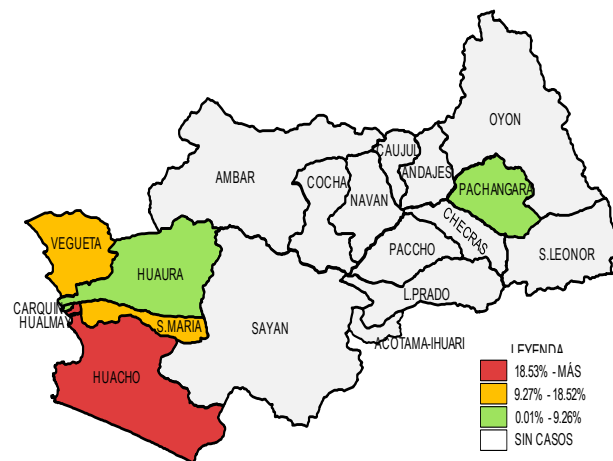 OYON
CAUJUL
ANDAJES
AMBAR
COCHA
NAVAN
PACHANGARA
CHECRAS
VEGUETA
PACCHO
S.LEONOR
HUAURA
L.PRADO
CARQUIN
HUALMAY
S.MARIA
SAYAN
ACOTAMA-IHUARI
HUACHO
LEYENDA
18.53% - MÁS
9.27% - 18.52%
0.01% - 9.26%
SIN CASOS